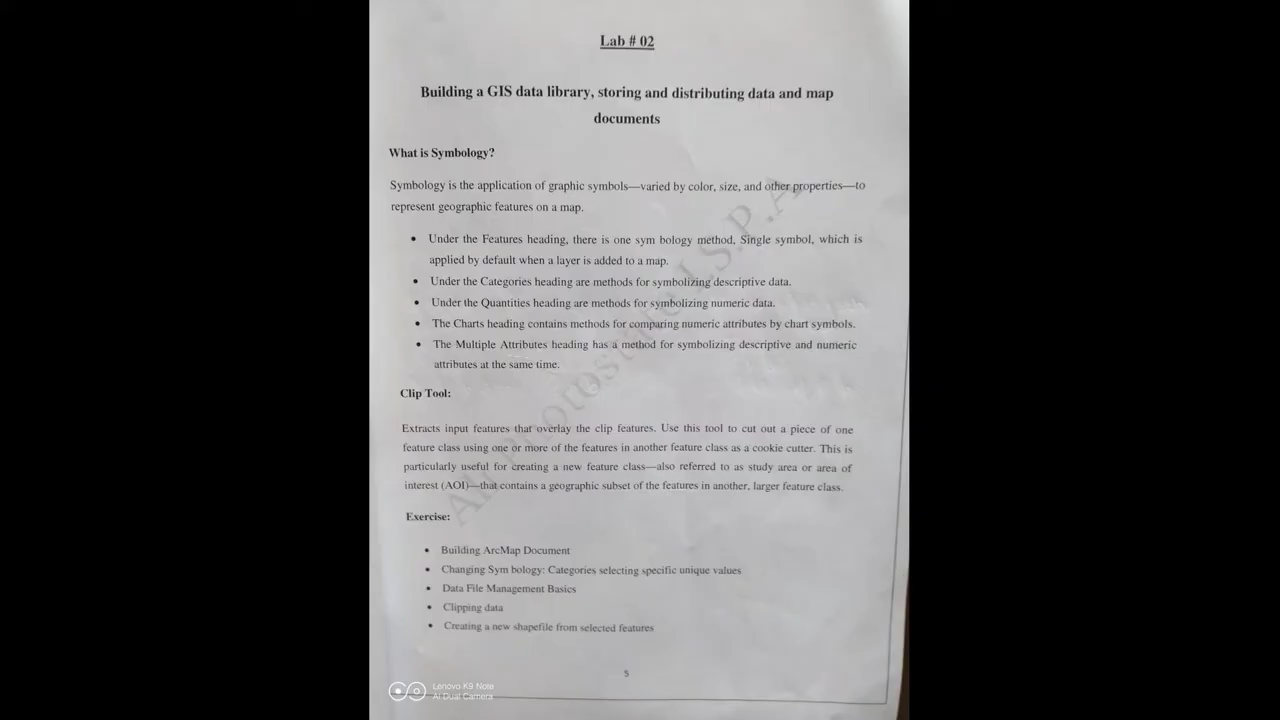 Lab # 02
Building a GIS data library, storing and distributing data and map
documents
What is Symbology?
Symbology is the application of graphic symbols—varied by color, size, and other properties—to
represent geographic features on a map.
• Under the Features heading, there is one sym bology method, Single symbol, which is
applied by default when a layer is added to a map.
• Under the Categories heading are methods for symbolizing descriptive data.
• Under the Quantities heading are methods for symbolizing numeric data.
• The Charts heading contains methods for comparing numeric attributes by chart symbols.
• The Multiple Attributes heading has a method for symbolizing descriptive and numeric
attributes at the same time.
Clip Tool:
Extracts input features that overlay the clip features. Use this tool to cut out a piece of one
feature class using one or more of the features in another feature class as a cookie cutter. This is
particularly useful for creating a new feature class—also referred to as study area or area of
interest (AOI)—that contains a geographic subset of the features in another, larger feature class.
Exercise:
• Building ArcMap Document
• Changing Sym bology: Categories selecting specific unique values
• Data File Management Basics
• Clipping data
• Creating a new shapefile from selected features
5
Lenovo K9 Note
AI Dual Camera